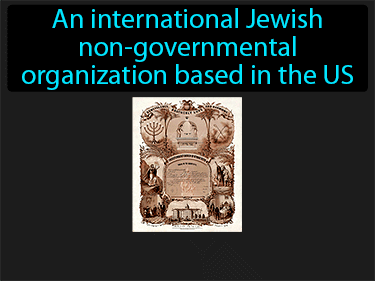 An international Jewish
non-governmental
organization based in the US